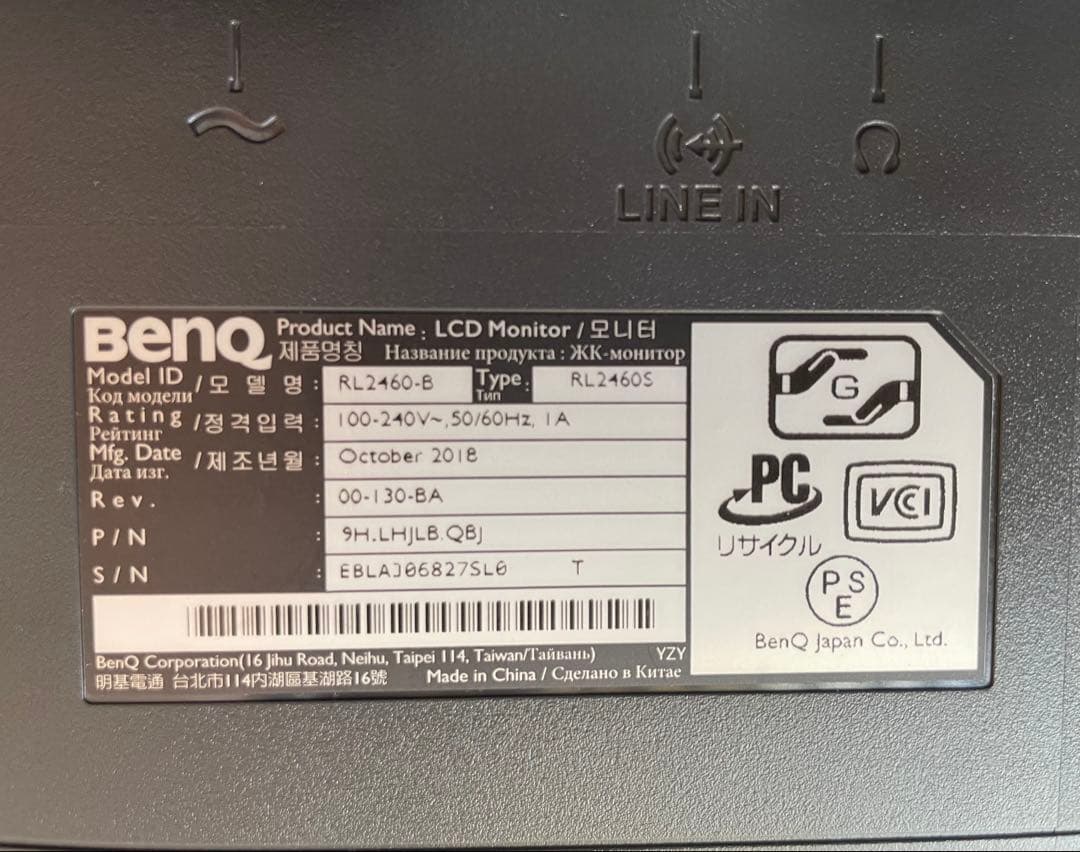 LINE IN
BenQ
Product Name : LCD Monitor / 모니터
제품명칭 Название продукта : ЖК-монитор
Model ID / 모델명 : RL2460-B Type : RL2460S
Код модели Тип
Rating / 정격입력 : 100-240V~,50/60Hz, 1A
Рейтинг
Mfg. Date / 제조년월 : October 2018
Дата изг.
Rev. : 00-130-BA
P/N : 9H.LHJLB.QBJ
S/N : EBLAJ06827SL0 T
BenQ Corporation(16 Jihu Road, Neihu, Taipei 114, Taiwan/Тайвань) YZY
明基電通 台北市114內湖區基湖路16號 Made in China / Сделано в Китае
G
PC
リサイクル
VCI
PSE
BenQ Japan Co., Ltd.